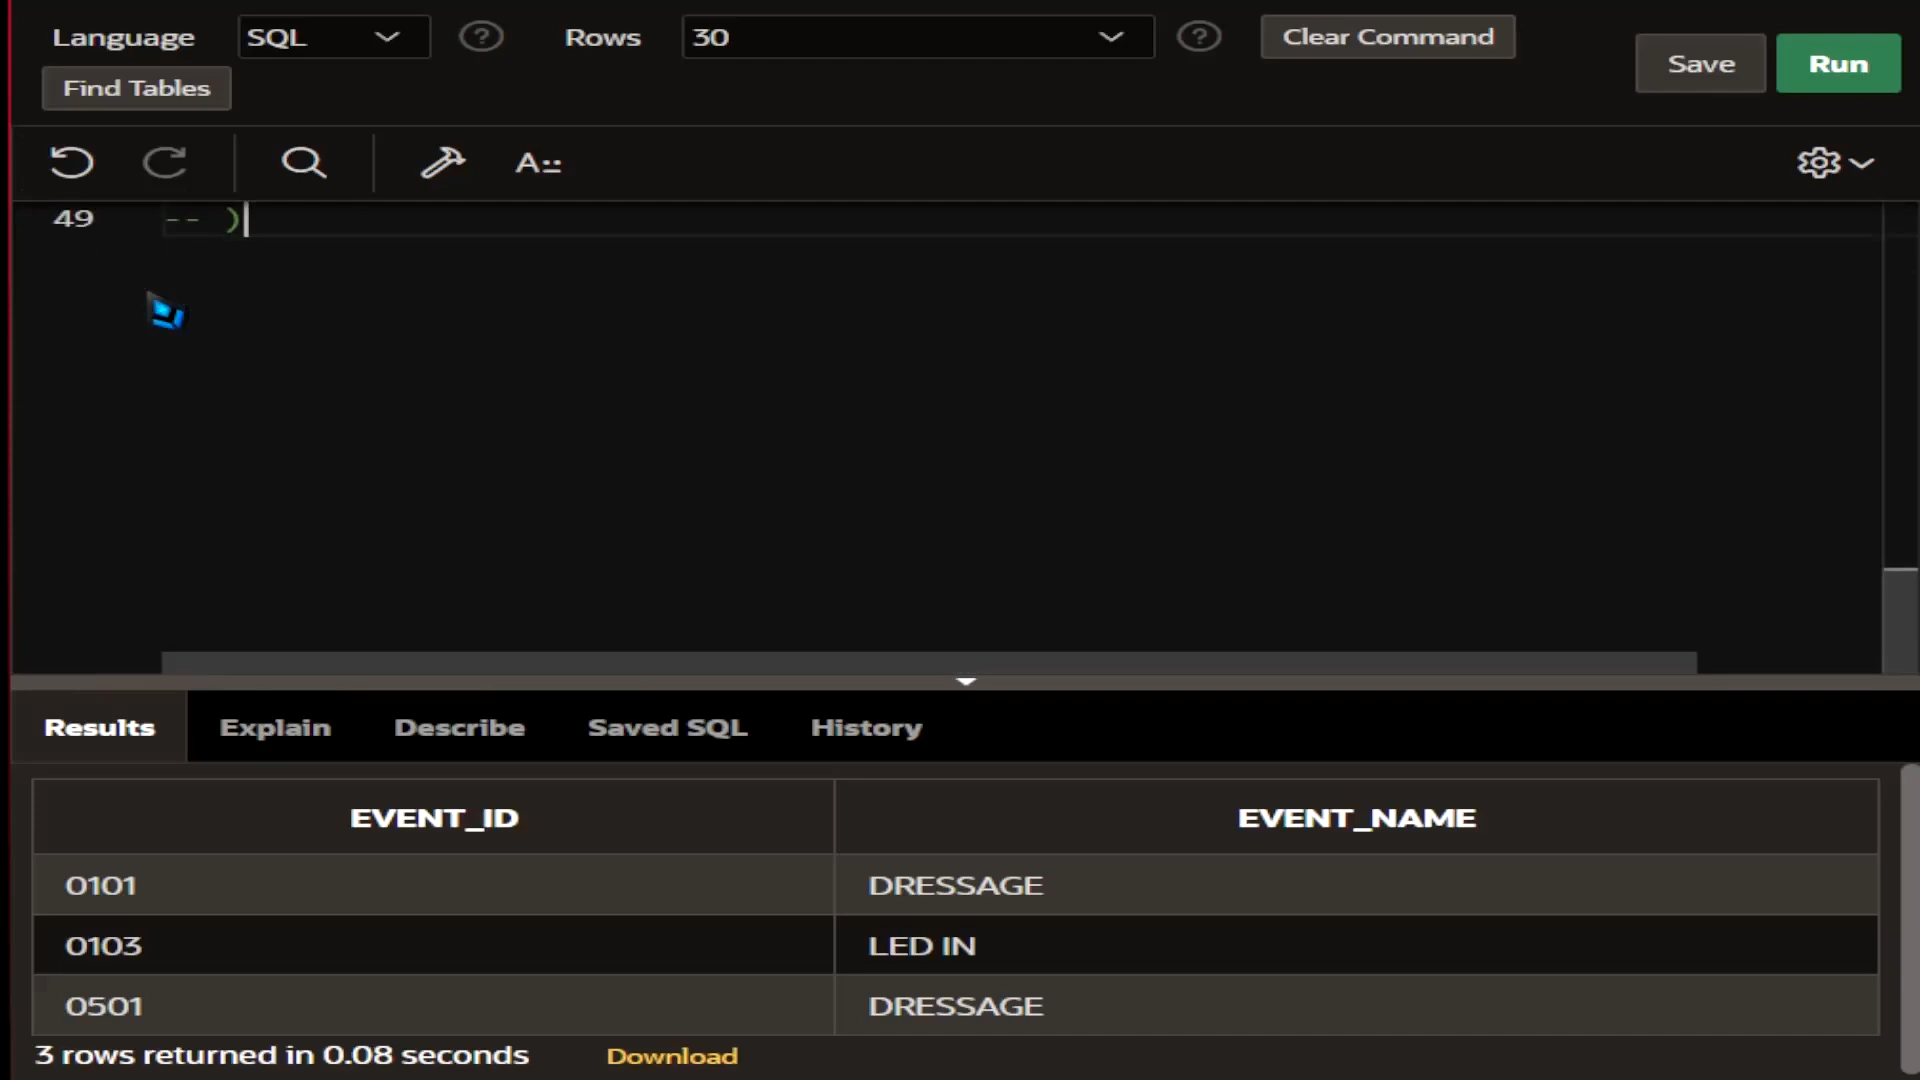 Language SQL Rows 30 Clear Command Save Run
Find Tables
A
49 -- )
Results Explain Describe Saved SQL History
EVENT_ID EVENT_NAME
0101 DRESSAGE
0103 LED IN
0501 DRESSAGE
3 rows returned in 0.08 seconds Download